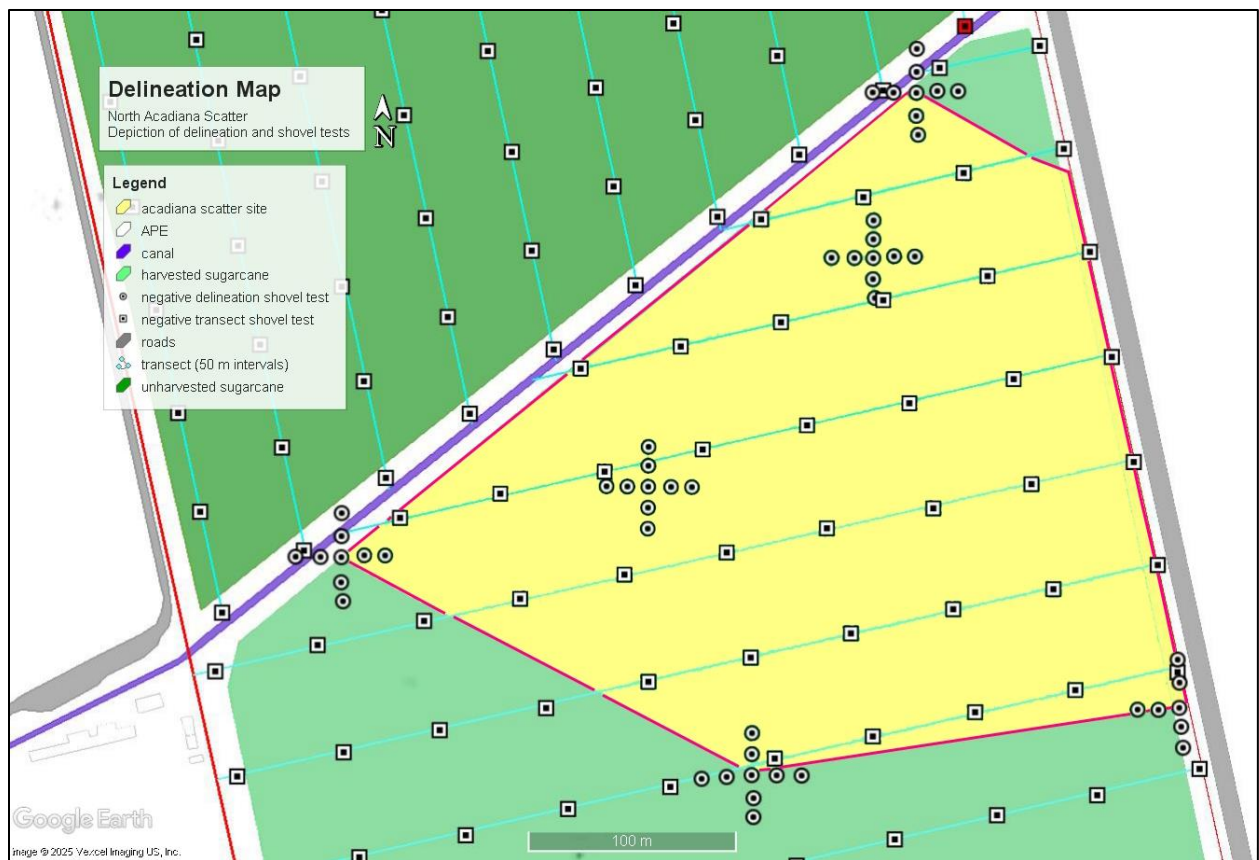 Delineation Map
North Acadiana Scatter
Depiction of delineation and shovel tests
N
Legend
acadiana scatter site
APE
canal
harvested sugarcane
negative delineation shovel test
negative transect shovel test
roads
transect (50 m intervals)
unharvested sugarcane
Google Earth
100 m
Image © 2025 Vexcel Imaging US, Inc.